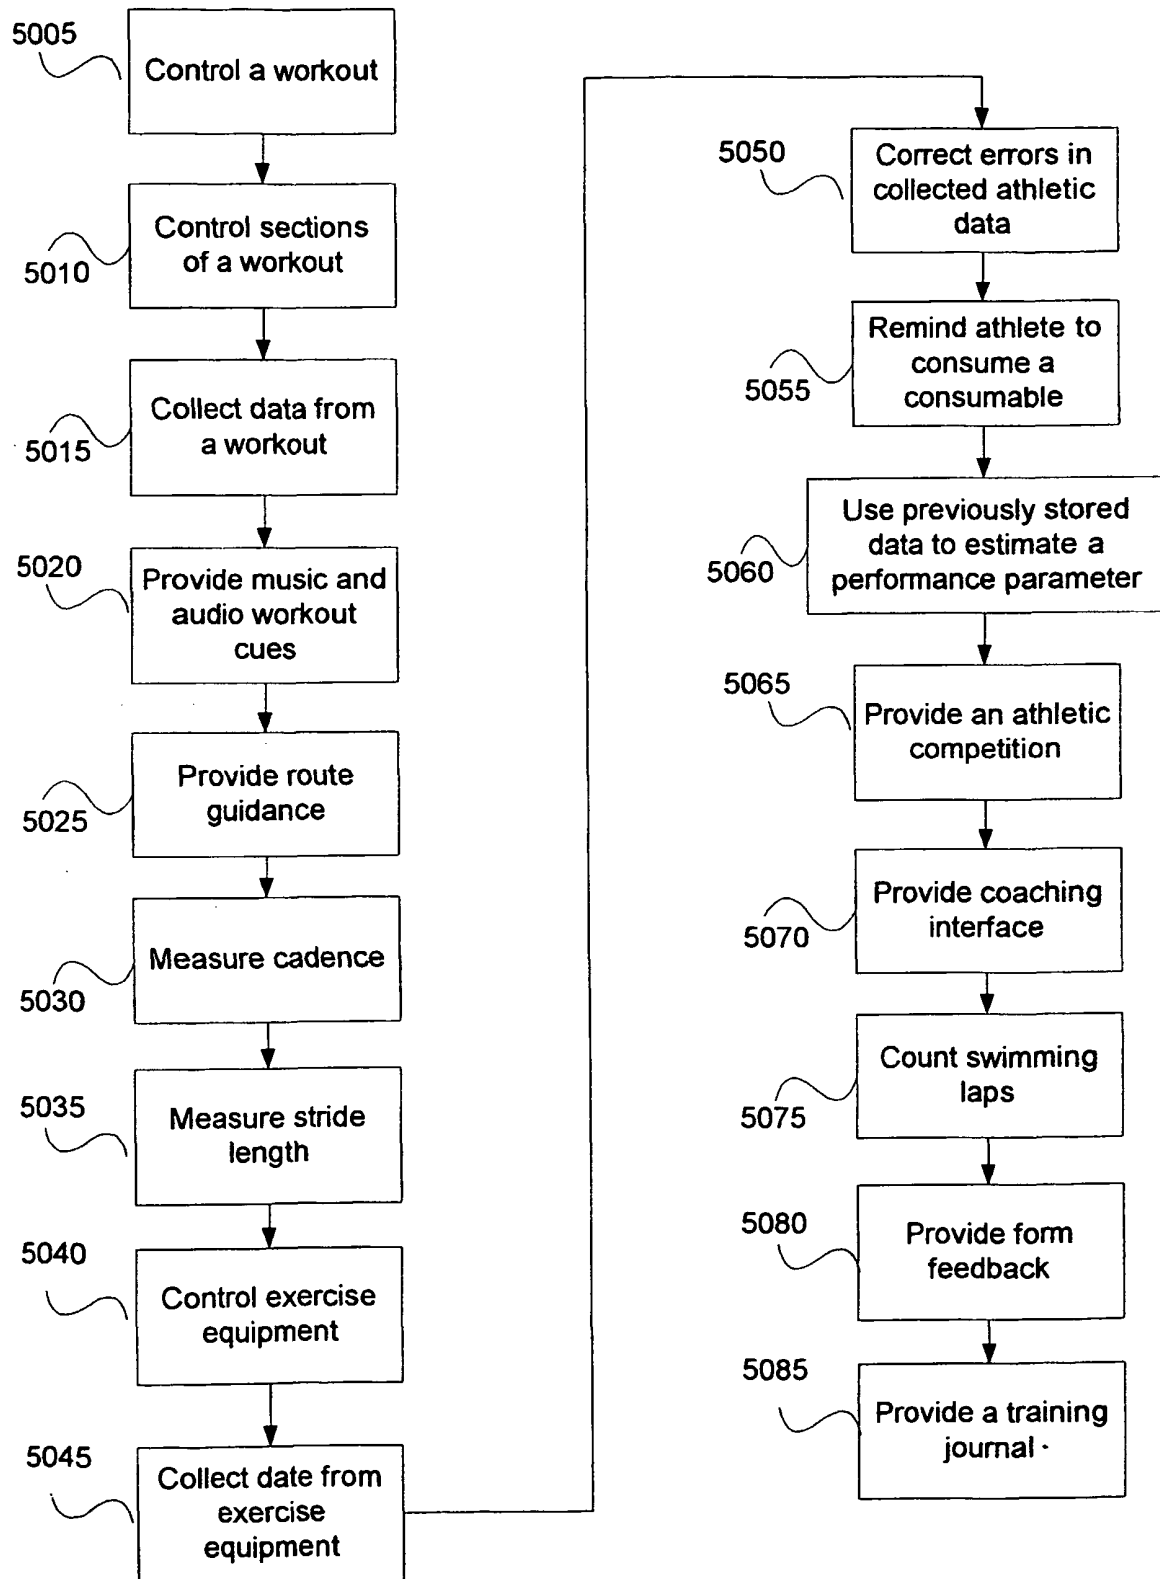 5005
Control a workout
Control sections
of a workout
5010
Collect data from
a workout
5015
5020
Provide music and
audio workout
cues
Provide route
guidance
5025
Measure cadence
5030
5035
Measure stride
length
5040
Control exercise
equipment
5045
Collect date from
exercise
equipment
5050
Correct errors in
collected athletic
data
Remind athlete to
consume a
consumable
5055
Use previously stored
data to estimate a
performance parameter
5060
5065
Provide an athletic
competition
Provide coaching
interface
5070
Count swimming
laps
5075
5080
Provide form
feedback
5085
Provide a training
journal